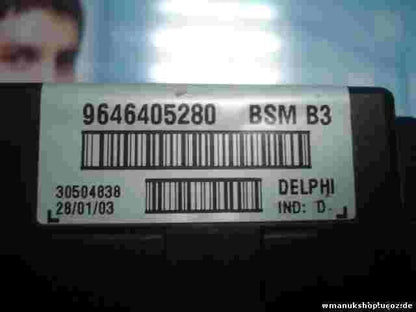 9646405280 BSM B3
30504838 DELPHI
28/01/03 IND: D.
wmanukshop.ucoz.de